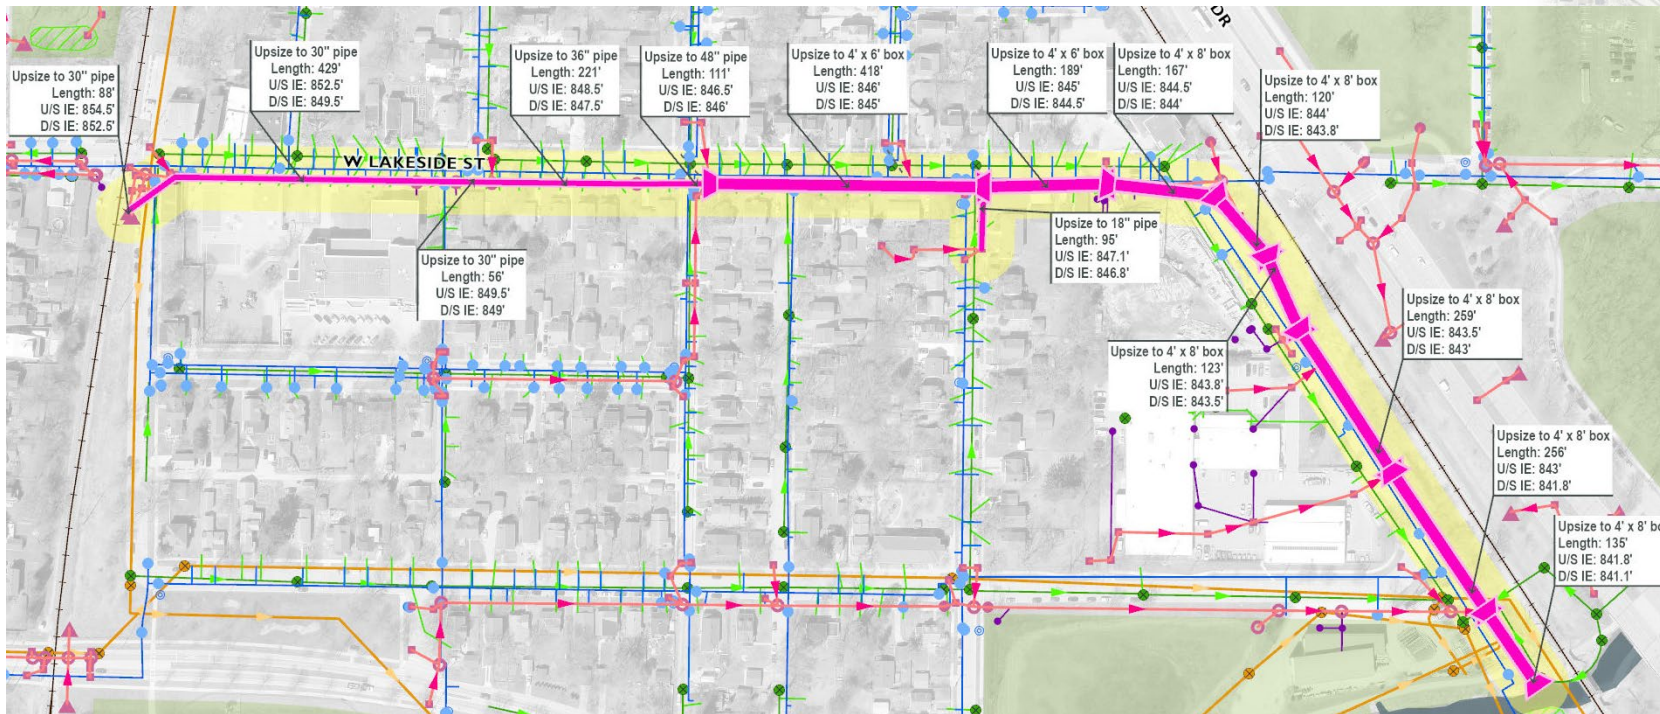 DR
Upsize to 30" pipe
Length: 88'
U/S IE: 854.5'
D/S IE: 852.5'
Upsize to 30" pipe
Length: 429'
U/S IE: 852.5'
D/S IE: 849.5'
Upsize to 36" pipe
Length: 221'
U/S IE: 848.5'
D/S IE: 847.5'
Upsize to 48" pipe
Length: 111'
U/S IE: 846.5'
D/S IE: 846'
Upsize to 4' x 6' box
Length: 418'
U/S IE: 846'
D/S IE: 845'
Upsize to 4' x 6' box
Length: 189'
U/S IE: 845'
D/S IE: 844.5'
Upsize to 4' x 8' box
Length: 167'
U/S IE: 844.5'
D/S IE: 844'
Upsize to 4' x 8' box
Length: 120'
U/S IE: 844'
D/S IE: 843.8'
W LAKESIDE ST
Upsize to 30" pipe
Length: 56'
U/S IE: 849.5'
D/S IE: 849'
Upsize to 18" pipe
Length: 95'
U/S IE: 847.1'
D/S IE: 846.8'
Upsize to 4' x 8' box
Length: 259'
U/S IE: 843.5'
D/S IE: 843'
Upsize to 4' x 8' box
Length: 123'
U/S IE: 843.8'
D/S IE: 843.5'
Upsize to 4' x 8' box
Length: 256'
U/S IE: 843'
D/S IE: 841.8'
Upsize to 4' x 8' bo
Length: 135'
U/S IE: 841.8'
D/S IE: 841.1'